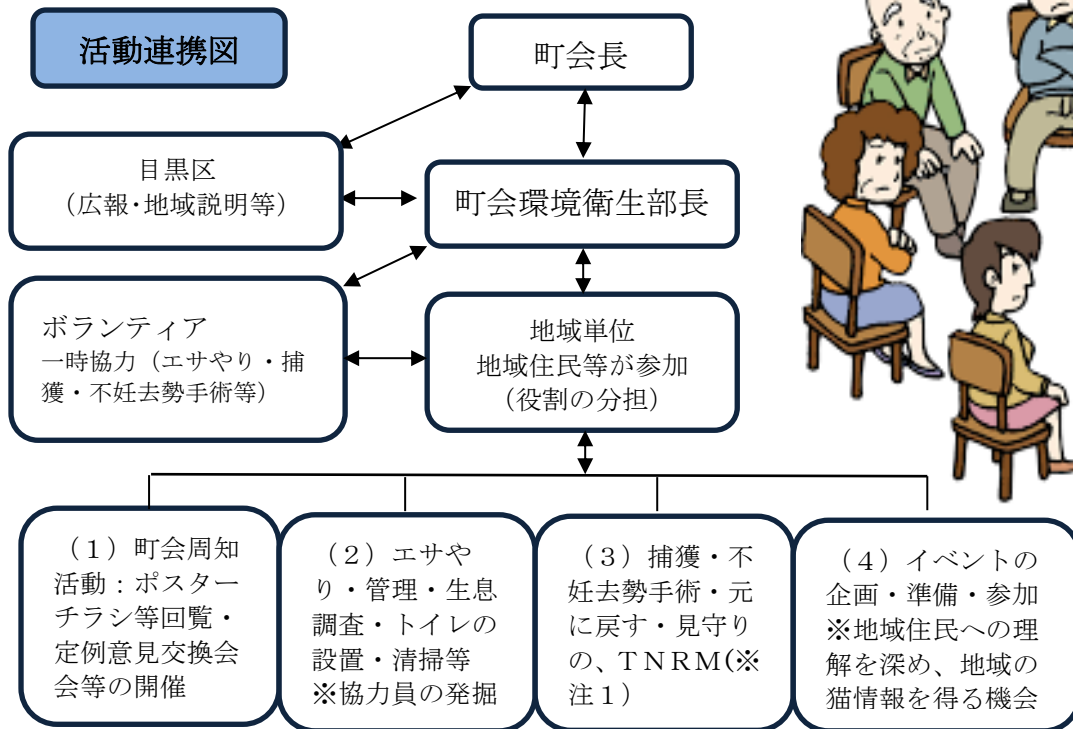 活動連携図
町会長
目黒区
（広報・地域説明等）
町会環境衛生部長
ボランティア
一時協力（エサやり・捕
獲・不妊去勢手術等）
地域単位
地域住民等が参加
（役割の分担）
（１）町会周知
活動：ポスター
チラシ等回覧・
定例意見交換会
会等の開催
（２）エサや
り・管理・生息
調査・トイレの
設置・清掃等
※協力員の発掘
（３）捕獲・不
妊去勢手術・元
に戻す・見守り
の、ＴＮＲＭ(※
注１）
（４）イベントの
企画・準備・参加
※地域住民への理
解を深め、地域の
猫情報を得る機会